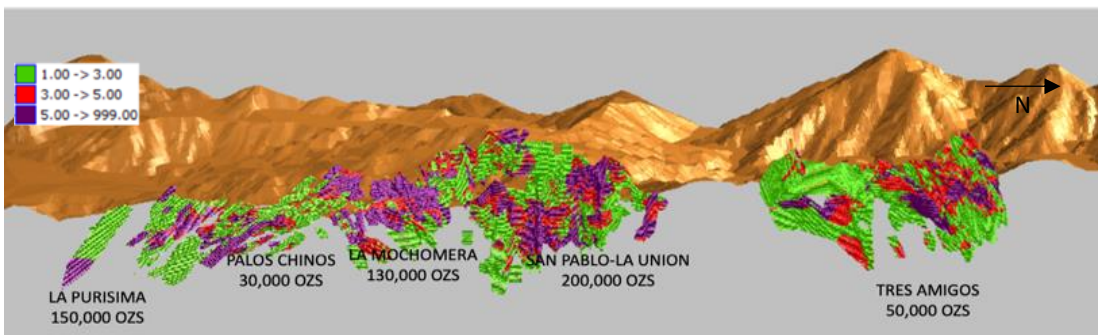 1.00 -> 3.00
3.00 -> 5.00
5.00 -> 999.00
N
LA PURISIMA
150,000 OZS
PALOS CHINOS
30,000 OZS
LA MOCHOMERA
130,000 OZS
SAN PABLO-LA UNION
200,000 OZS
TRES AMIGOS
50,000 OZS